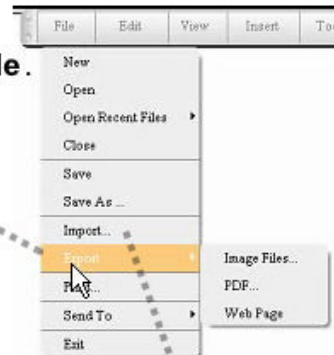 File Edit View Insert
le.
New
Open
Open Recent Files
Close
Save
Save As ...
Import...
Export
Image Files...
PDF...
Send To
Web Page
Exit